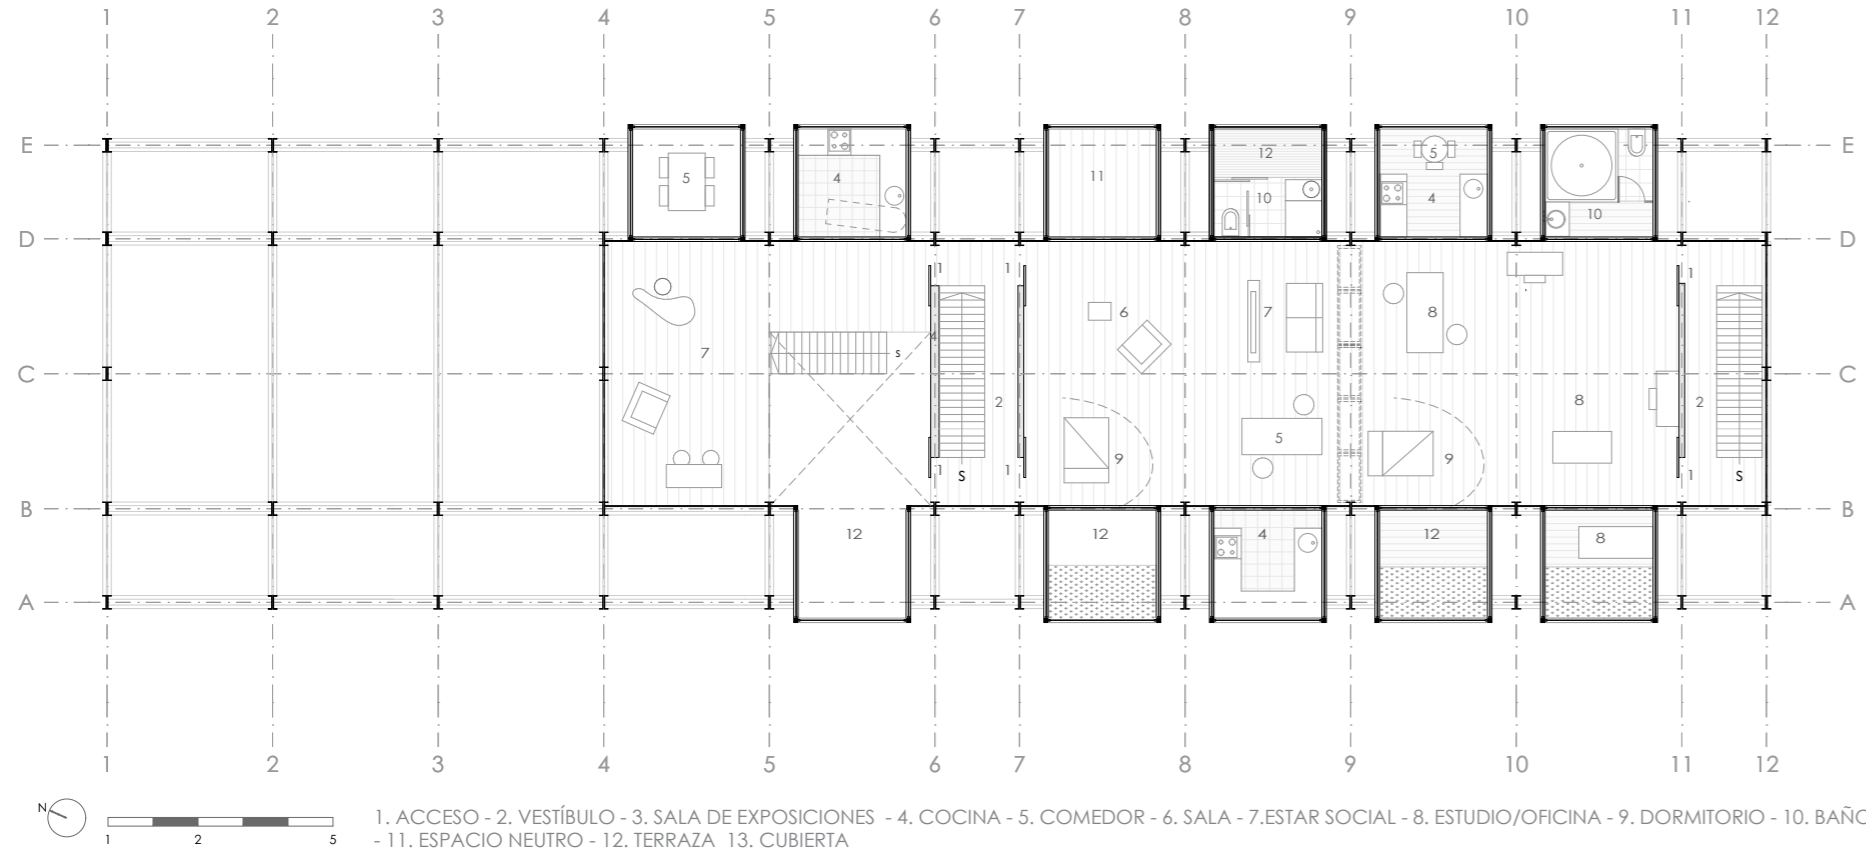 1 2 3 4 5 6 7 8 9 10 11 12
E E
12 5
5 4 11 10 4 10
D D
1 1 1
6 7 8
7 s 4
C C
2 8 2
5
1 1 9 9 1
S S
B B
12 12 4 12 8
A A
1 2 3 4 5 6 7 8 9 10 11 12
N
1 2 5
1. ACCESO - 2. VESTÍBULO - 3. SALA DE EXPOSICIONES - 4. COCINA - 5. COMEDOR - 6. SALA - 7.ESTAR SOCIAL - 8. ESTUDIO/OFICINA - 9. DORMITORIO - 10. BAÑO
- 11. ESPACIO NEUTRO - 12. TERRAZA 13. CUBIERTA